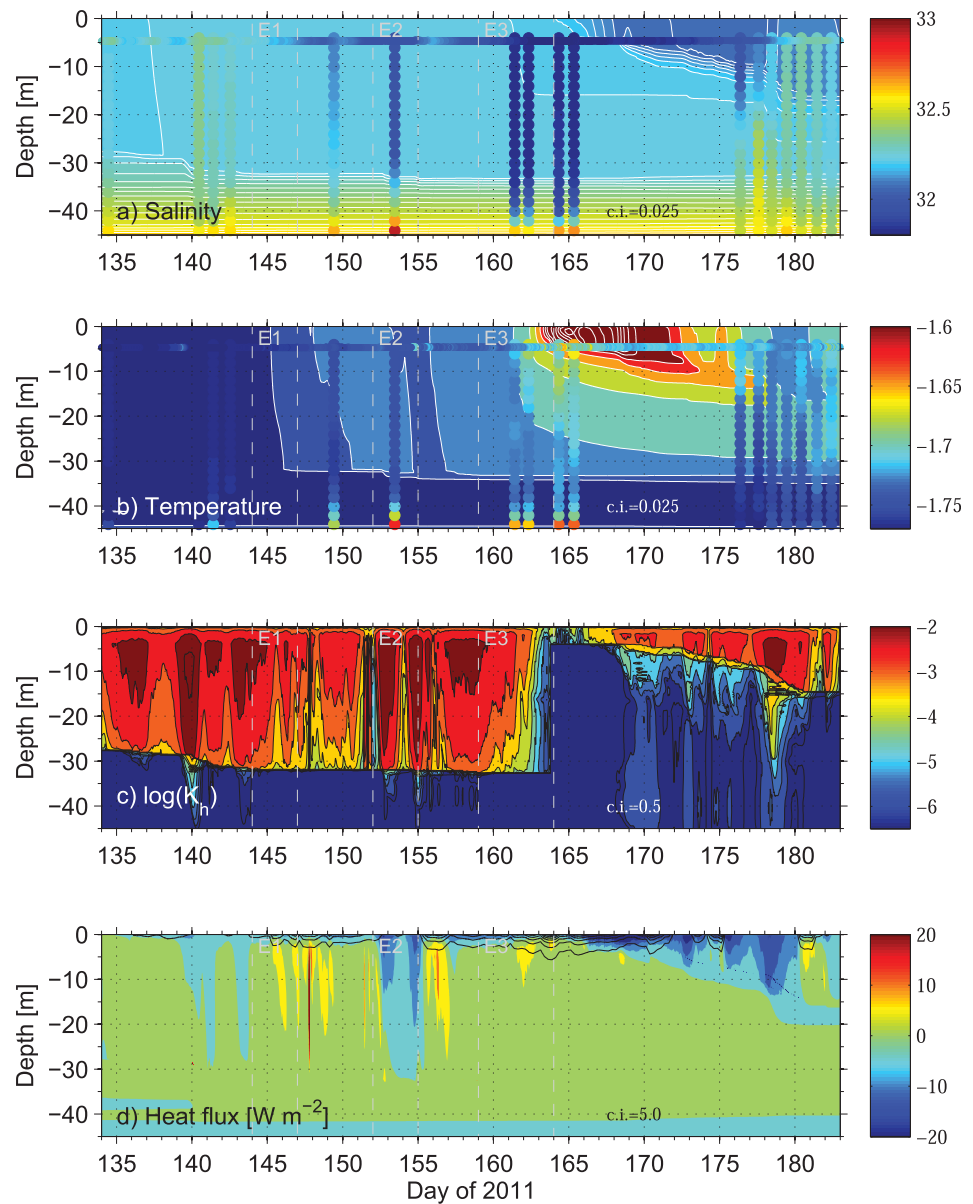 0
−10
−20
−30
−40
Depth [m]
E1
E2
E3
a) Salinity
c.i.=0.025
135 140 145 150 155 160 165 170 175 180
33
32.5
32
0
−10
−20
−30
−40
Depth [m]
E1
E2
E3
b) Temperature
c.i.=0.025
135 140 145 150 155 160 165 170 175 180
−1.6
−1.65
−1.7
−1.75
0
−10
−20
−30
−40
Depth [m]
E1
E2
E3
c) log(K_h)
c.i.=0.5
135 140 145 150 155 160 165 170 175 180
−2
−3
−4
−5
−6
0
−10
−20
−30
−40
Depth [m]
E1
E2
E3
d) Heat flux [W m⁻²]
c.i.=5.0
135 140 145 150 155 160 165 170 175 180
Day of 2011
20
10
0
−10
−20